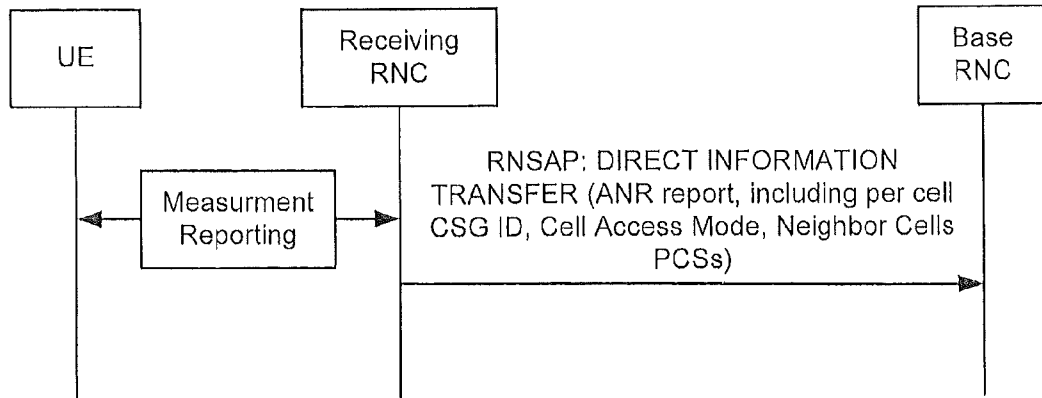 UE
Receiving
RNC
Base
RNC
RNSAP: DIRECT INFORMATION
TRANSFER (ANR report, including per cell
CSG ID, Cell Access Mode, Neighbor Cells
PCSs)
Measurment
Reporting